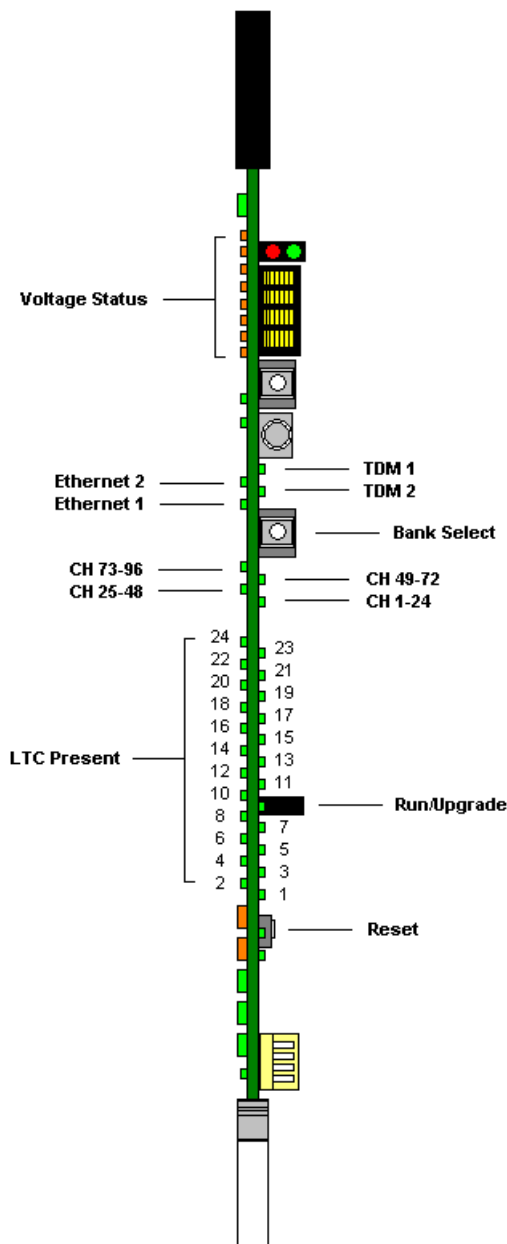 Voltage Status
TDM 1
Ethernet 2
TDM 2
Ethernet 1
Bank Select
CH 73-96
CH 49-72
CH 25-48
CH 1-24
24
23
22
21
20
19
18
17
16
15
14
LTC Present
13
12
11
10
Run/Upgrade
8
7
6
5
4
3
2
1
Reset